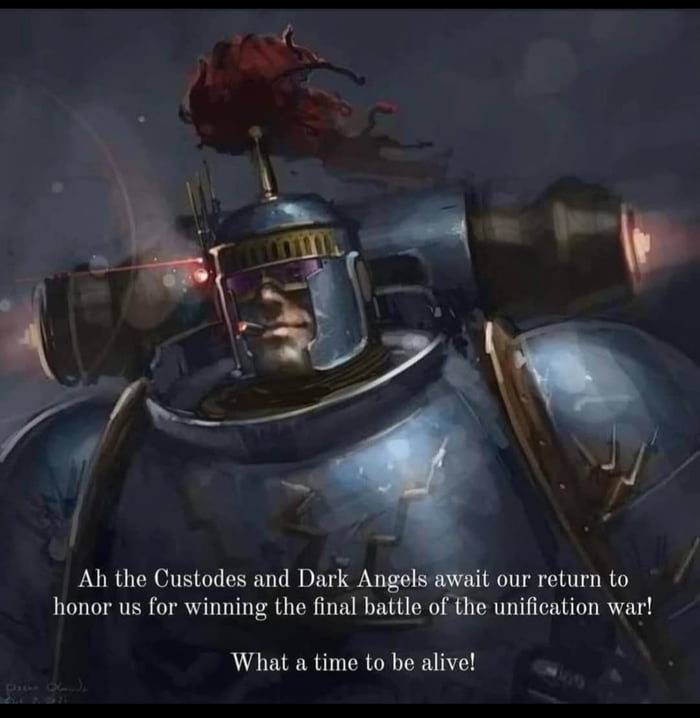 Ah the Custodes and Dark Angels await our return to
honor us for winning the final battle of the unification war!
What a time to be alive!